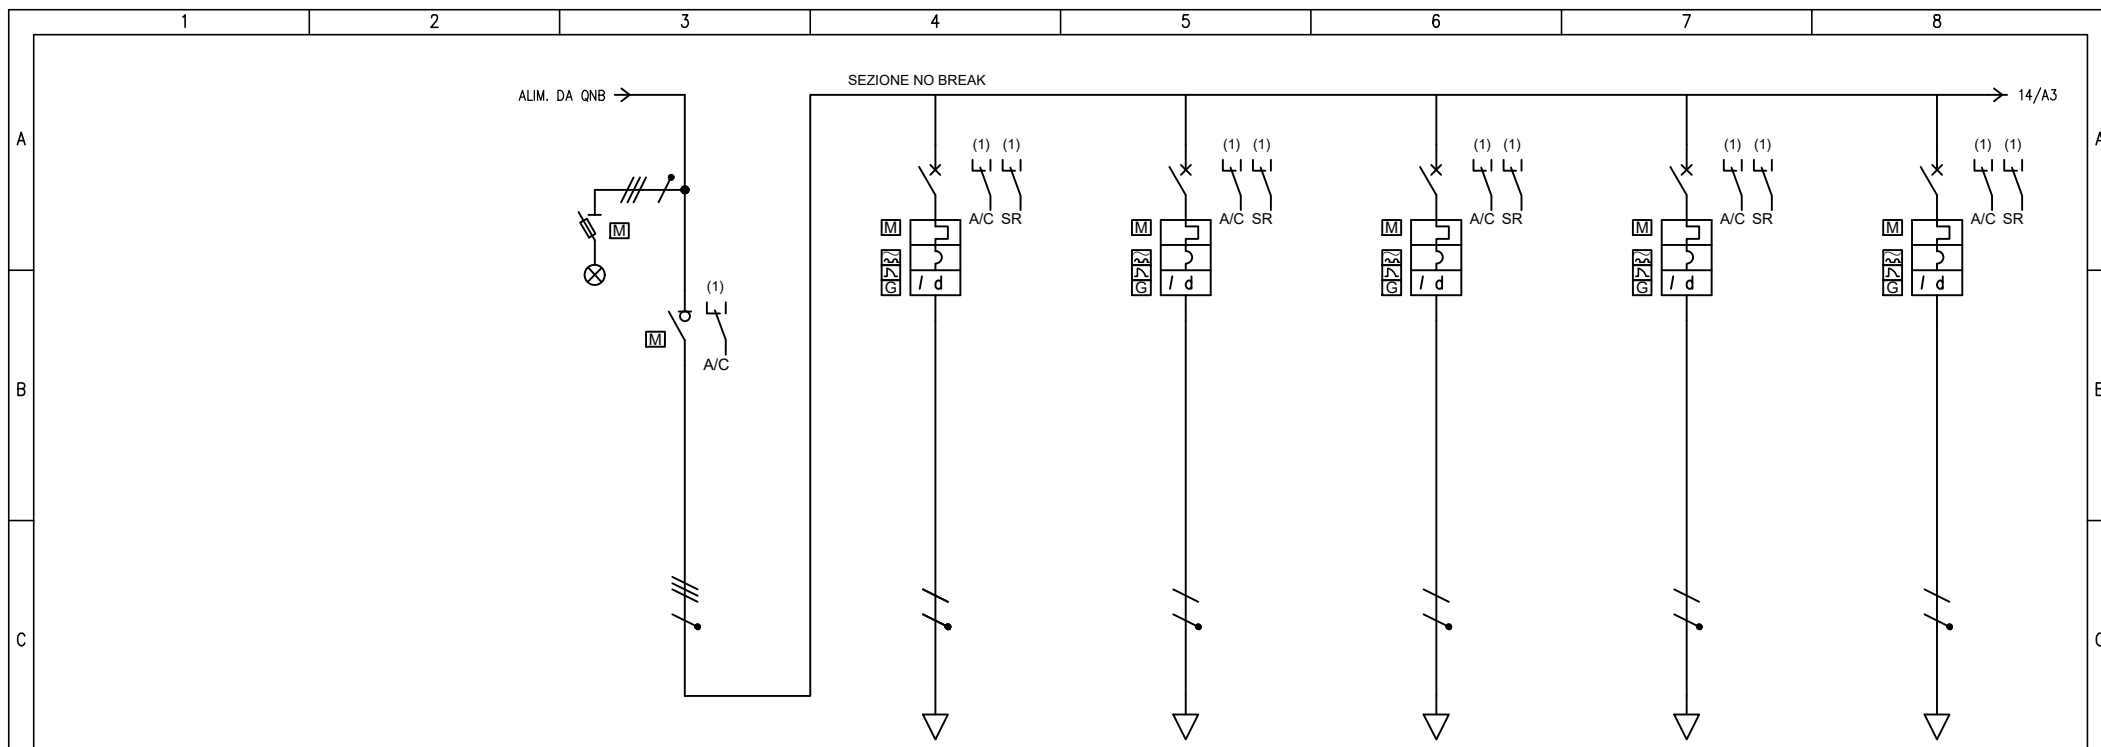 1 2 3 4 5 6 7 8
SEZIONE NO BREAK
ALIM. DA QNB
14/A3
A A
(1) (1) (1) (1) (1) (1) (1) (1) (1) (1)
A/C SR A/C SR A/C SR A/C SR A/C SR
M M M M M M
I d I d I d I d I d
G G G G G
(1)
M
A/C
B B
C C